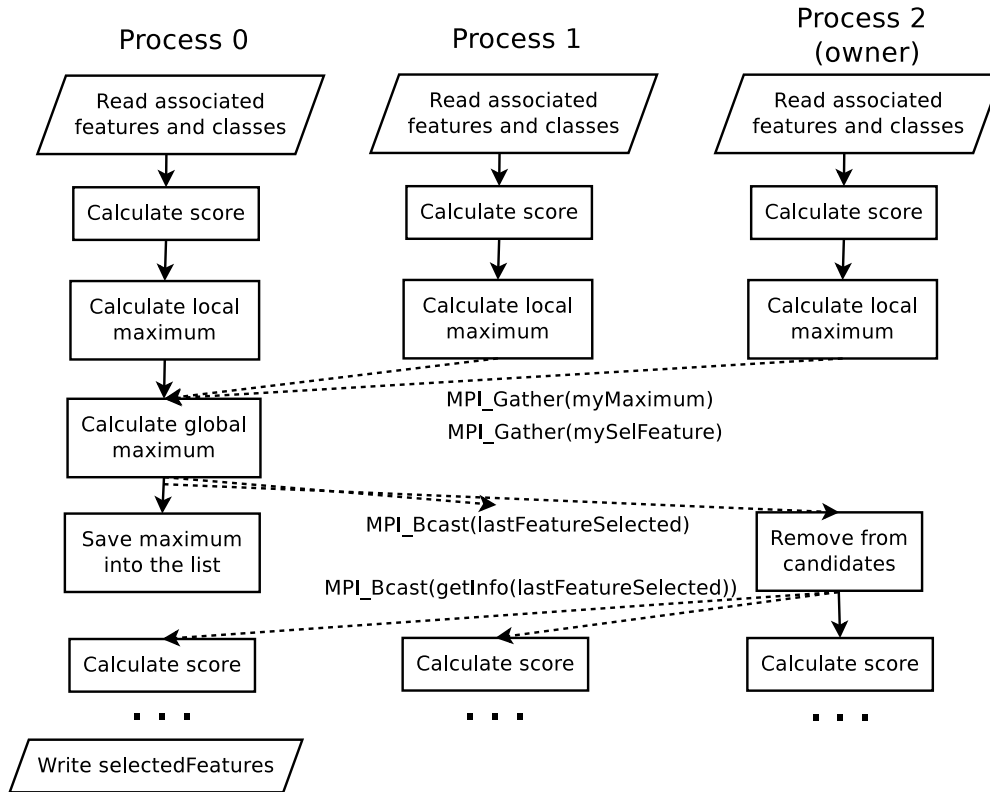 Process 0
Process 1
Process 2
(owner)
Read associated
features and classes
Read associated
features and classes
Read associated
features and classes
Calculate score
Calculate score
Calculate score
Calculate local
maximum
Calculate local
maximum
Calculate local
maximum
MPI_Gather(myMaximum)
MPI_Gather(mySelFeature)
Calculate global
maximum
MPI_Bcast(lastFeatureSelected)
Save maximum
into the list
Remove from
candidates
MPI_Bcast(getInfo(lastFeatureSelected))
Calculate score
Calculate score
Calculate score
. . .
. . .
. . .
Write selectedFeatures